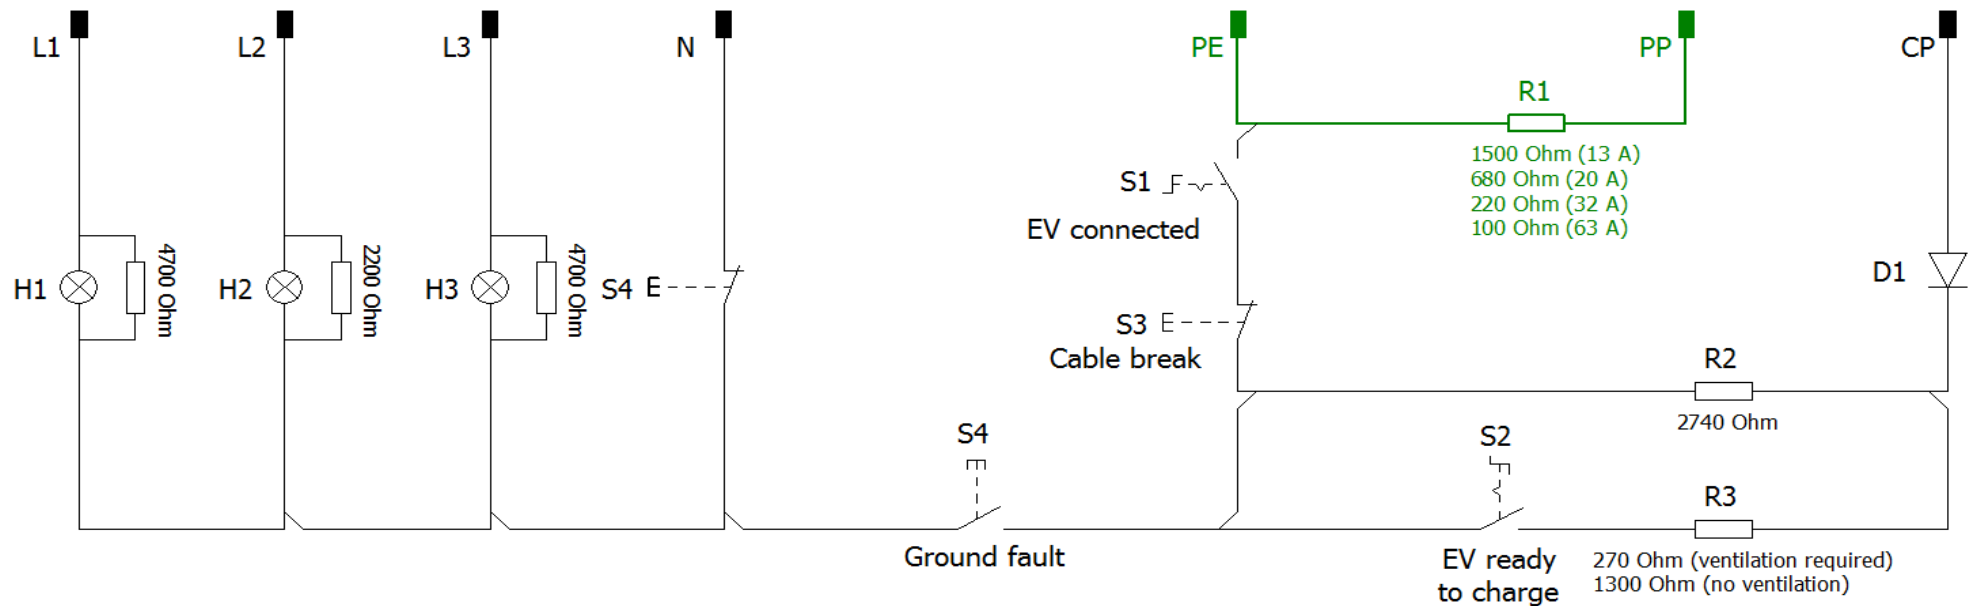 L1
L2
L3
N
PE
PP
CP
R1
1500 Ohm (13 A)
680 Ohm (20 A)
220 Ohm (32 A)
100 Ohm (63 A)
S1
EV connected
H1
4700 Ohm
H2
2200 Ohm
H3
4700 Ohm
S4
D1
S3
Cable break
R2
2740 Ohm
S4
Ground fault
S2
EV ready
to charge
R3
270 Ohm (ventilation required)
1300 Ohm (no ventilation)